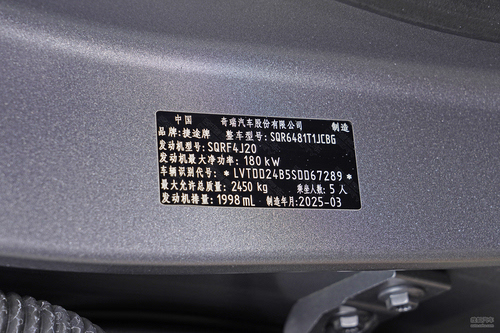 中国 奇瑞汽车股份有限公司 制造
品牌:捷途牌 整车型号:SQR6481T1JCBG
发动机型号:SQRF4J20
发动机最大净功率:180 kW
车辆识别代号:*LVTDD24B5SDD67289*
最大允许总质量:2450 kg 乘坐人数:5人
发动机排量:1998 mL 制造年月:2025-03